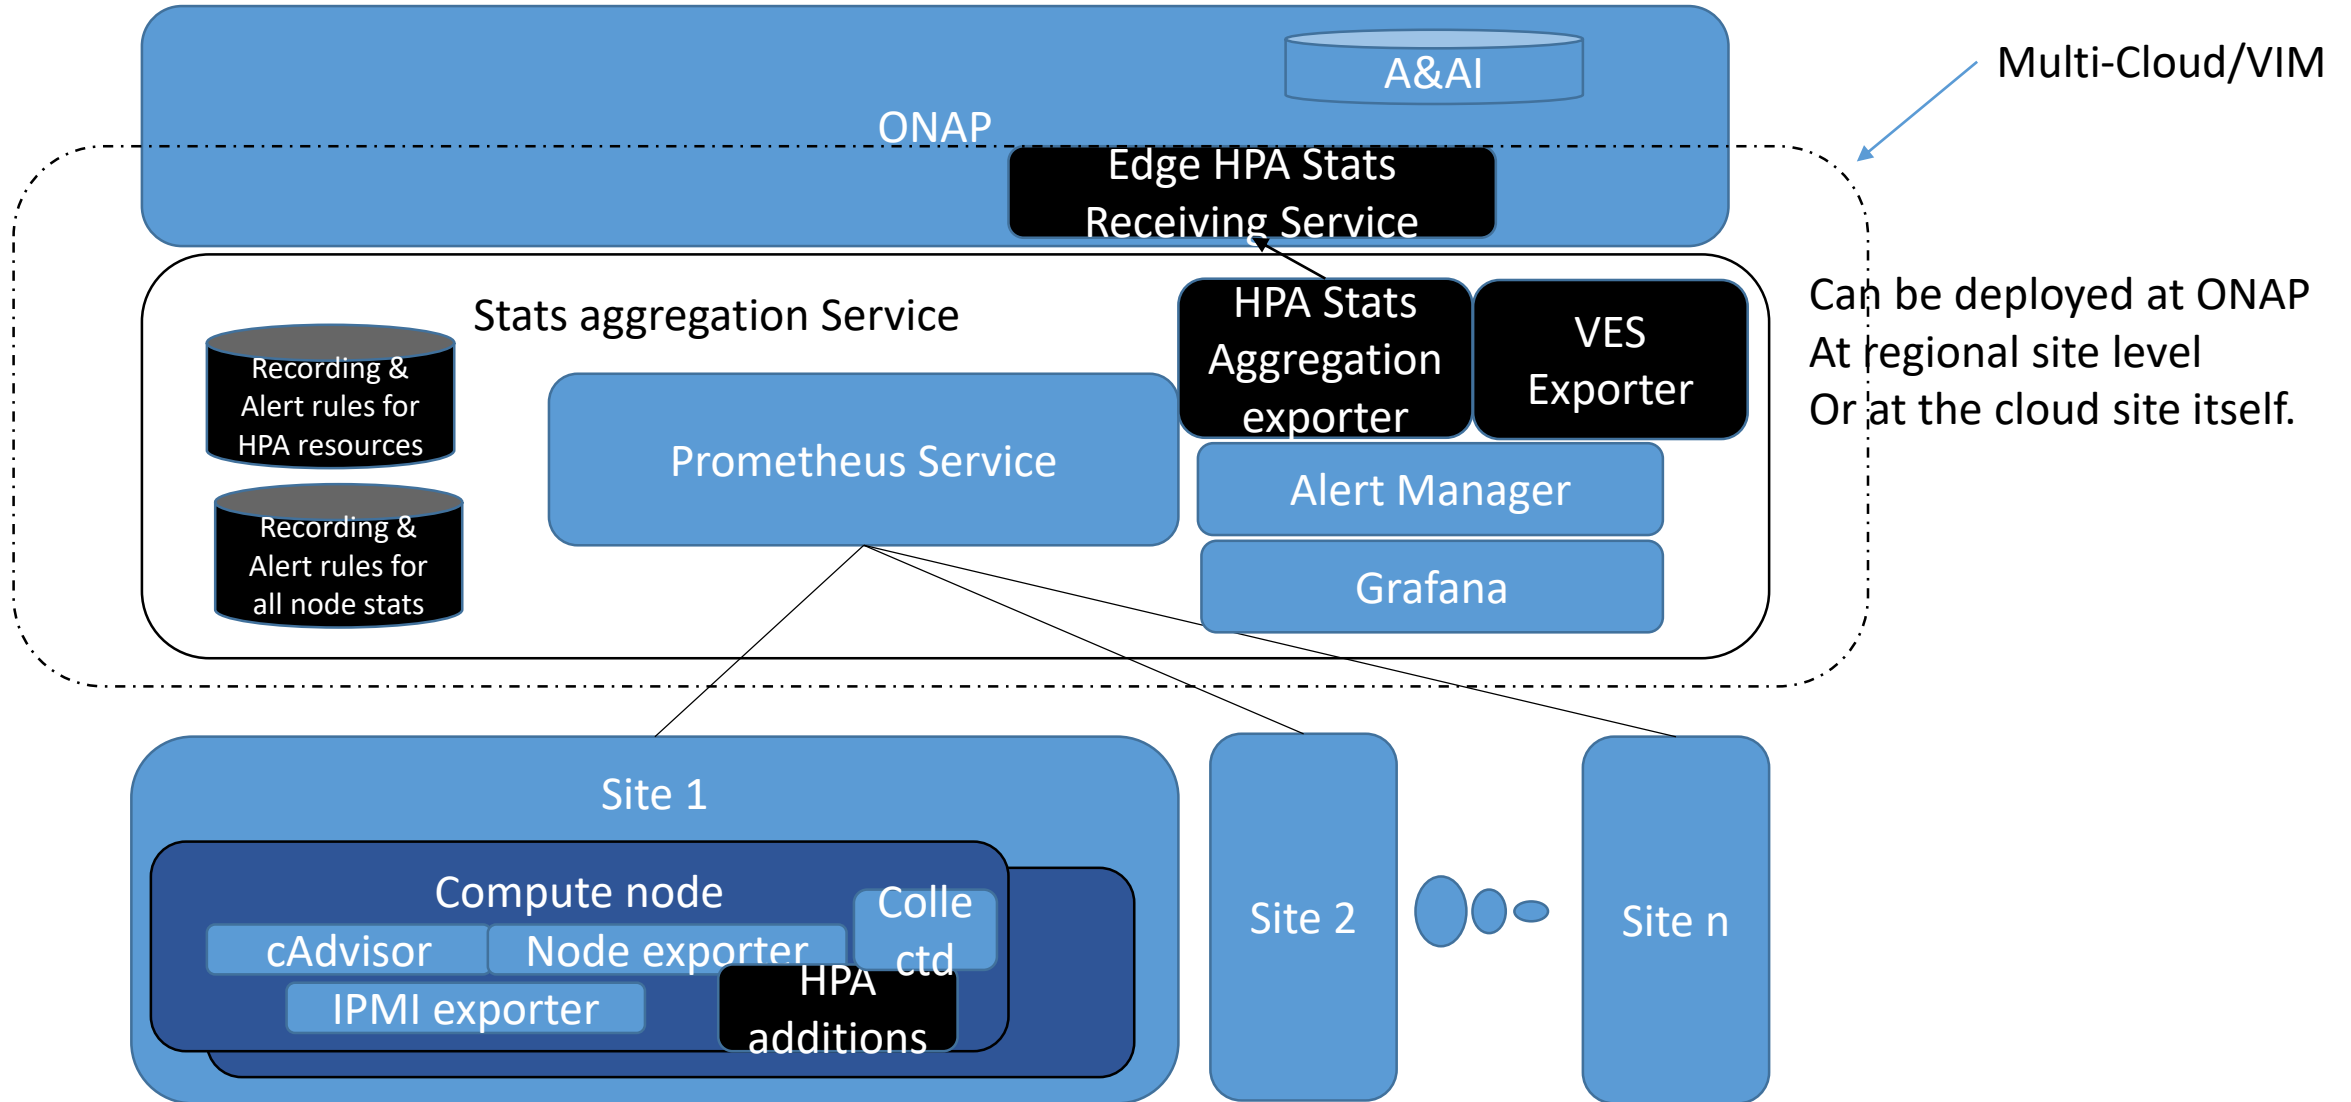 A&AI
Multi-Cloud/VIM
ONAP
Edge HPA Stats
Receiving Service
Stats aggregation Service
HPA Stats
Aggregation
exporter
VES
Exporter
Can be deployed at ONAP
At regional site level
Or at the cloud site itself.
Recording &
Alert rules for
HPA resources
Prometheus Service
Alert Manager
Recording &
Alert rules for
all node stats
Grafana
Site 1
Compute node
Colle
ctd
cAdvisor
Node exporter
HPA
additions
IPMI exporter
Site 2
Site n